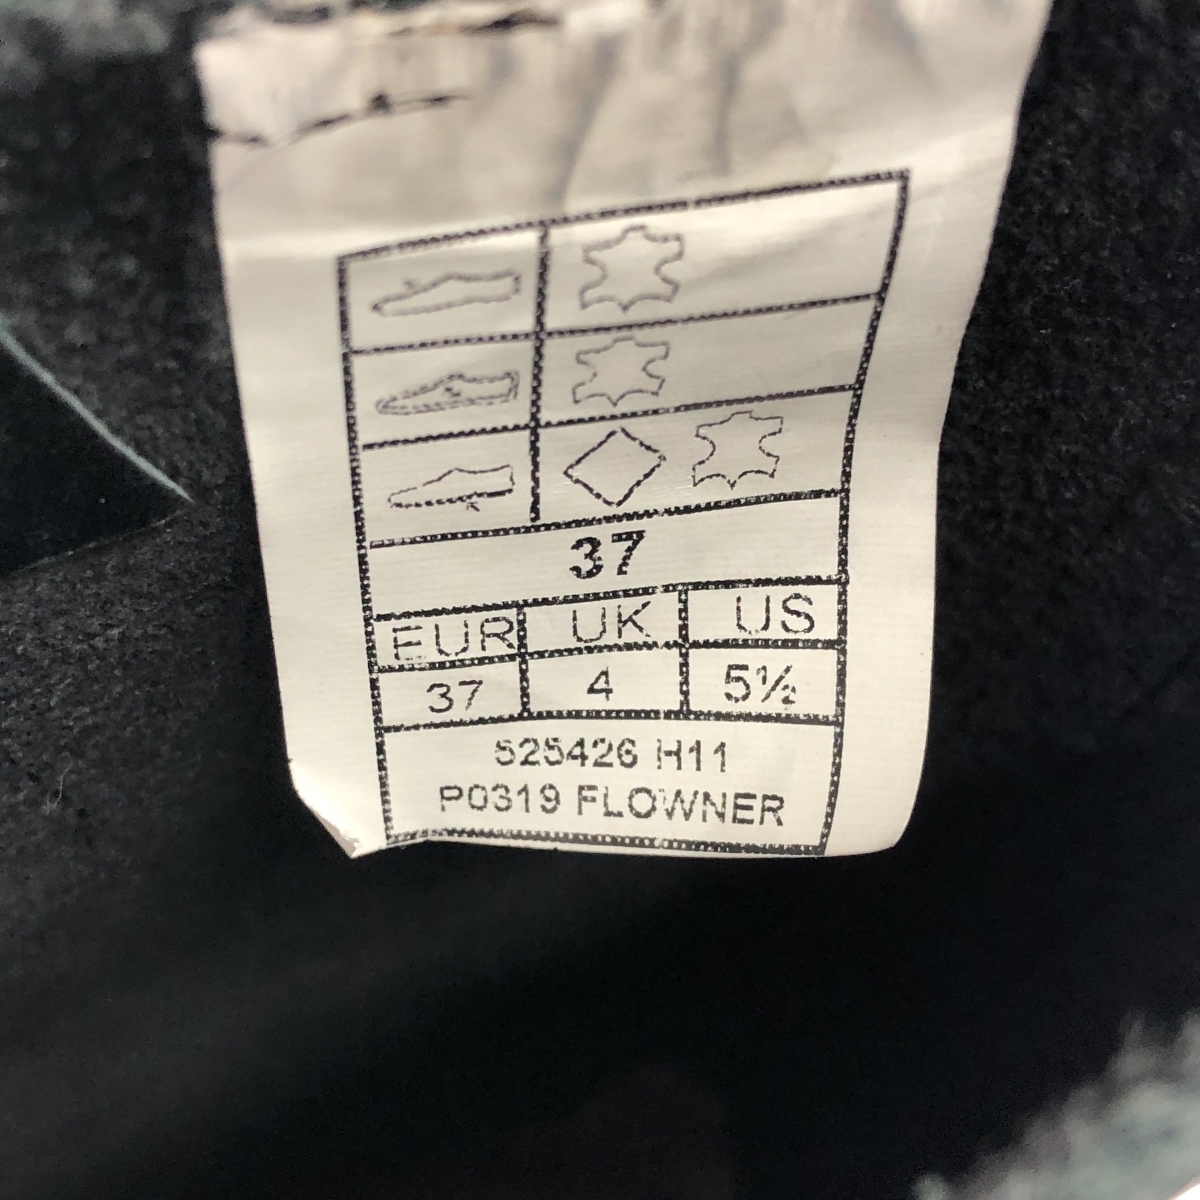 37
EUR UK US
37 4 5½
525426 H11
P0319 FLOWNER